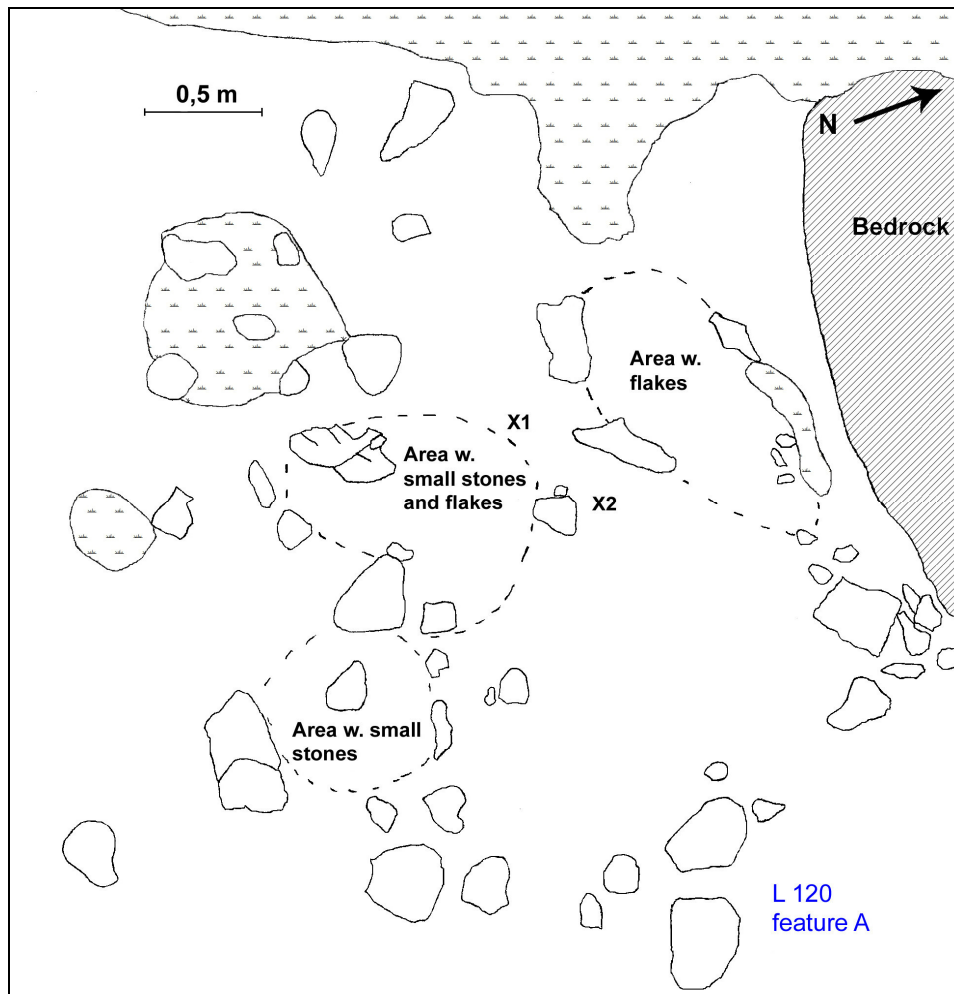 0,5 m
N
Bedrock
Area w.
flakes
X1
Area w.
small stones
and flakes
X2
Area w. small
stones
L 120
feature A